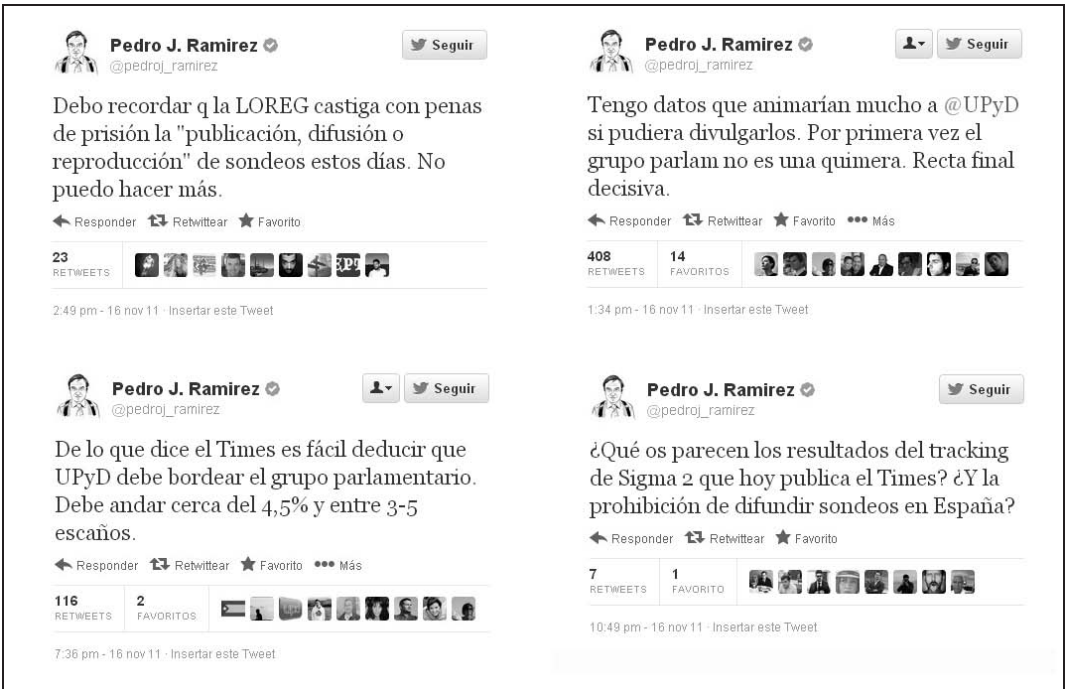 Pedro J. Ramirez
Seguir
@pedroj_ramirez
Debo recordar q la LOREG castiga con penas
de prisión la "publicación, difusión o
reproducción" de sondeos estos días. No
puedo hacer más.
Responder Retwittear Favorito
23
RETWEETS
2:49 pm - 16 nov 11 · Insertar este Tweet
Pedro J. Ramirez
Seguir
@pedroj_ramirez
Tengo datos que animarían mucho a @UPyD
si pudiera divulgarlos. Por primera vez el
grupo parlam no es una quimera. Recta final
decisiva.
Responder Retwittear Favorito Más
408 14
RETWEETS FAVORITOS
1:34 pm - 16 nov 11 · Insertar este Tweet
Pedro J. Ramirez
Seguir
@pedroj_ramirez
De lo que dice el Times es fácil deducir que
UPyD debe bordear el grupo parlamentario.
Debe andar cerca del 4,5% y entre 3-5
escaños.
Responder Retwittear Favorito Más
116 2
RETWEETS FAVORITOS
7:36 pm - 16 nov 11 · Insertar este Tweet
Pedro J. Ramirez
Seguir
@pedroj_ramirez
¿Qué os parecen los resultados del tracking
de Sigma 2 que hoy publica el Times? ¿Y la
prohibición de difundir sondeos en España?
Responder Retwittear Favorito
7 1
RETWEETS FAVORITO
10:49 pm - 16 nov 11 · Insertar este Tweet